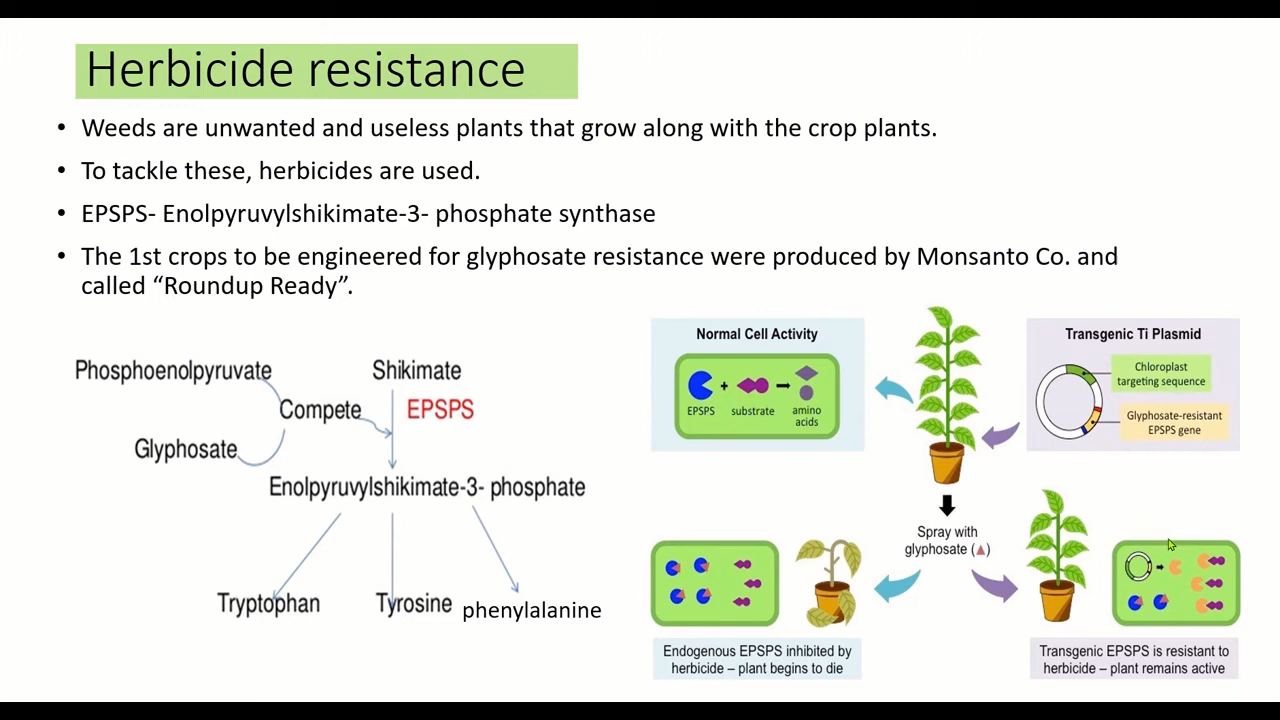 Herbicide resistance
• Weeds are unwanted and useless plants that grow along with the crop plants.
• To tackle these, herbicides are used.
• EPSPS- Enolpyruvylshikimate-3- phosphate synthase
• The 1st crops to be engineered for glyphosate resistance were produced by Monsanto Co. and
called “Roundup Ready”.
Phosphoenolpyruvate
Shikimate
Compete
EPSPS
Glyphosate
Enolpyruvylshikimate-3- phosphate
Tryptophan
Tyrosine
phenylalanine
Normal Cell Activity
+
EPSPS
substrate
amino
acids
Transgenic Ti Plasmid
Chloroplast
targeting sequence
Glyphosate-resistant
EPSPS gene
Spray with
glyphosate (▲)
Endogenous EPSPS inhibited by
herbicide – plant begins to die
Transgenic EPSPS is resistant to
herbicide – plant remains active